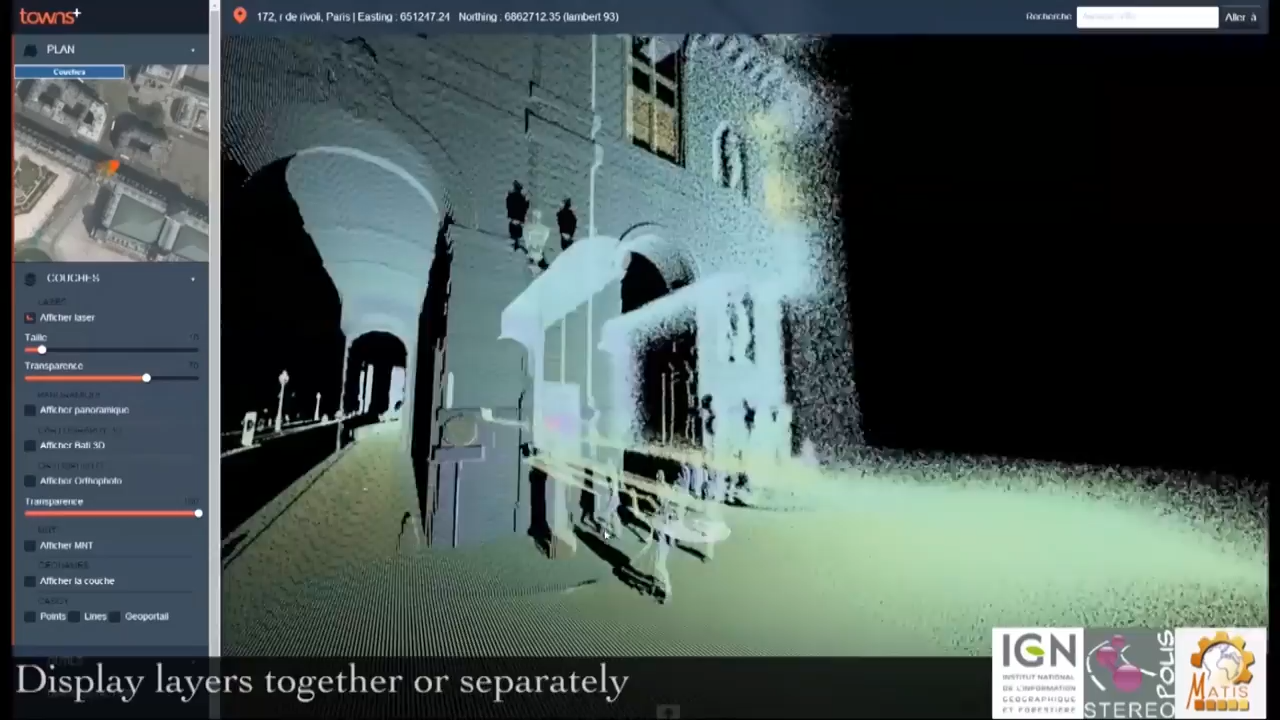 towns+
172, r de rivoli, Paris | Easting : 651247.24 Northing : 6862712.35 (lambert 93)
Recherche
Aller à
PLAN
Couches
COUCHES
LASER
Afficher laser
Taille
Transparence
Afficher panoramique
Afficher Bati 3D
Afficher Orthophoto
Transparence
MNT
Afficher MNT
Afficher la couche
Points Lines Geoportail
Display layers together or separately
IGN
INSTITUT NATIONAL
DE L'INFORMATION
GÉOGRAPHIQUE
ET FORESTIÈRE
STEREOPOLIS
MATIS